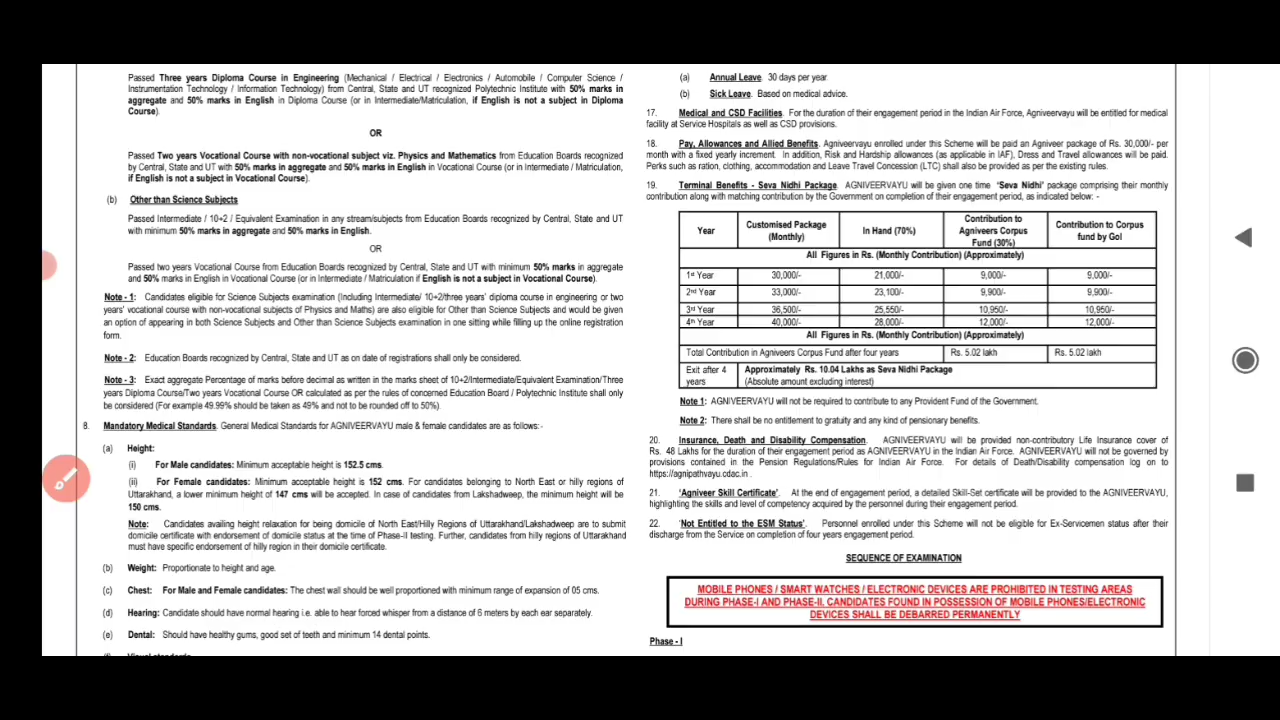 Passed Three years Diploma Course in Engineering (Mechanical / Electrical / Electronics / Automobile / Computer Science /
Instrumentation Technology / Information Technology) from Central, State and UT recognized Polytechnic Institute with 50% marks in
aggregate and 50% marks in English in Diploma Course (or in Intermediate/Matriculation, if English is not a subject in Diploma
Course).
OR
Passed Two years Vocational Course with non-vocational subject viz. Physics and Mathematics from Education Boards recognized
by Central, State and UT with 50% marks in aggregate and 50% marks in English in Vocational Course (or in Intermediate / Matriculation,
if English is not a subject in Vocational Course).
(b) Other than Science Subjects
Passed Intermediate / 10+2 / Equivalent Examination in any stream/subjects from Education Boards recognized by Central, State and UT
with minimum 50% marks in aggregate and 50% marks in English.
OR
Passed two years Vocational Course from Education Boards recognized by Central, State and UT with minimum 50% marks in aggregate
and 50% marks in English in Vocational Course (or in Intermediate / Matriculation if English is not a subject in Vocational Course).
Note - 1: Candidates eligible for Science Subjects examination (Including Intermediate/ 10+2/three years' diploma course in engineering or two
years' vocational course with non-vocational subjects of Physics and Maths) are also eligible for Other than Science Subjects and would be given
an option of appearing in both Science Subjects and Other than Science Subjects examination in one sitting while filling up the online registration
form.
Note - 2: Education Boards recognized by Central, State and UT as on date of registrations shall only be considered.
Note - 3: Exact aggregate Percentage of marks before decimal as written in the marks sheet of 10+2/Intermediate/Equivalent Examination/Three
years Diploma Course/Two years Vocational Course OR calculated as per the rules of concerned Education Board / Polytechnic Institute shall only
be considered (For example 49.99% should be taken as 49% and not to be rounded off to 50%).
8. Mandatory Medical Standards. General Medical Standards for AGNIVEERVAYU male & female candidates are as follows:-
(a) Height:
(i) For Male candidates: Minimum acceptable height is 152.5 cms.
(ii) For Female candidates: Minimum acceptable height is 152 cms. For candidates belonging to North East or hilly regions of
Uttarakhand, a lower minimum height of 147 cms will be accepted. In case of candidates from Lakshadweep, the minimum height will be
150 cms.
Note: Candidates availing height relaxation for being domicile of North East/Hilly Regions of Uttarakhand/Lakshadweep are to submit
domicile certificate with endorsement of domicile status at the time of Phase-II testing. Further, candidates from hilly regions of Uttarakhand
must have specific endorsement of hilly region in their domicile certificate.
(b) Weight: Proportionate to height and age.
(c) Chest: For Male and Female candidates: The chest wall should be well proportioned with minimum range of expansion of 05 cms.
(d) Hearing: Candidate should have normal hearing i.e. able to hear forced whisper from a distance of 6 meters by each ear separately.
(e) Dental: Should have healthy gums, good set of teeth and minimum 14 dental points.
(f) Visual standards
(a) Annual Leave. 30 days per year
(b) Sick Leave. Based on medical advice.
17. Medical and CSD Facilities. For the duration of their engagement period in the Indian Air Force, Agniveervayu will be entitled for medical
facility at Service Hospitals as well as CSD provisions.
18. Pay, Allowances and Allied Benefits. Agniveervayu enrolled under this Scheme will be paid an Agniveer package of Rs. 30,000/- per
month with a fixed yearly increment. In addition, Risk and Hardship allowances (as applicable in IAF), Dress and Travel allowances will be paid.
Perks such as ration, clothing, accommodation and Leave Travel Concession (LTC) shall also be provided as per the existing rules.
19. Terminal Benefits - Seva Nidhi Package. AGNIVEERVAYU will be given one time 'Seva Nidhi' package comprising their monthly
contribution along with matching contribution by the Government on completion of their engagement period, as indicated below: -
Year Customised Package (Monthly) In Hand (70%) Contribution to Agniveers Corpus Fund (30%) Contribution to Corpus fund by GoI
All Figures in Rs. (Monthly Contribution) (Approximately)
1st Year 30,000/- 21,000/- 9,000/- 9,000/-
2nd Year 33,000/- 23,100/- 9,900/- 9,900/-
3rd Year 36,500/- 25,550/- 10,950/- 10,950/-
4th Year 40,000/- 28,000/- 12,000/- 12,000/-
All Figures in Rs. (Monthly Contribution) (Approximately)
Total Contribution in Agniveers Corpus Fund after four years Rs. 5.02 lakh Rs. 5.02 lakh
Exit after 4 years Approximately Rs. 10.04 Lakhs as Seva Nidhi Package
(Absolute amount excluding interest)
Note 1: AGNIVEERVAYU will not be required to contribute to any Provident Fund of the Government.
Note 2: There shall be no entitlement to gratuity and any kind of pensionary benefits.
20. Insurance, Death and Disability Compensation. AGNIVEERVAYU will be provided non-contributory Life Insurance cover of
Rs. 48 Lakhs for the duration of their engagement period as AGNIVEERVAYU in the Indian Air Force. AGNIVEERVAYU will not be governed by
provisions contained in the Pension Regulations/Rules for Indian Air Force. For details of Death/Disability compensation log on to
https://agnipathvayu.cdac.in .
21. 'Agniveer Skill Certificate'. At the end of engagement period, a detailed Skill-Set certificate will be provided to the AGNIVEERVAYU,
highlighting the skills and level of competency acquired by the personnel during their engagement period.
22. 'Not Entitled to the ESM Status'. Personnel enrolled under this Scheme will not be eligible for Ex-Servicemen status after their
discharge from the Service on completion of four years engagement period.
SEQUENCE OF EXAMINATION
MOBILE PHONES / SMART WATCHES / ELECTRONIC DEVICES ARE PROHIBITED IN TESTING AREAS
DURING PHASE-I AND PHASE-II. CANDIDATES FOUND IN POSSESSION OF MOBILE PHONES/ELECTRONIC
DEVICES SHALL BE DEBARRED PERMANENTLY
Phase - I